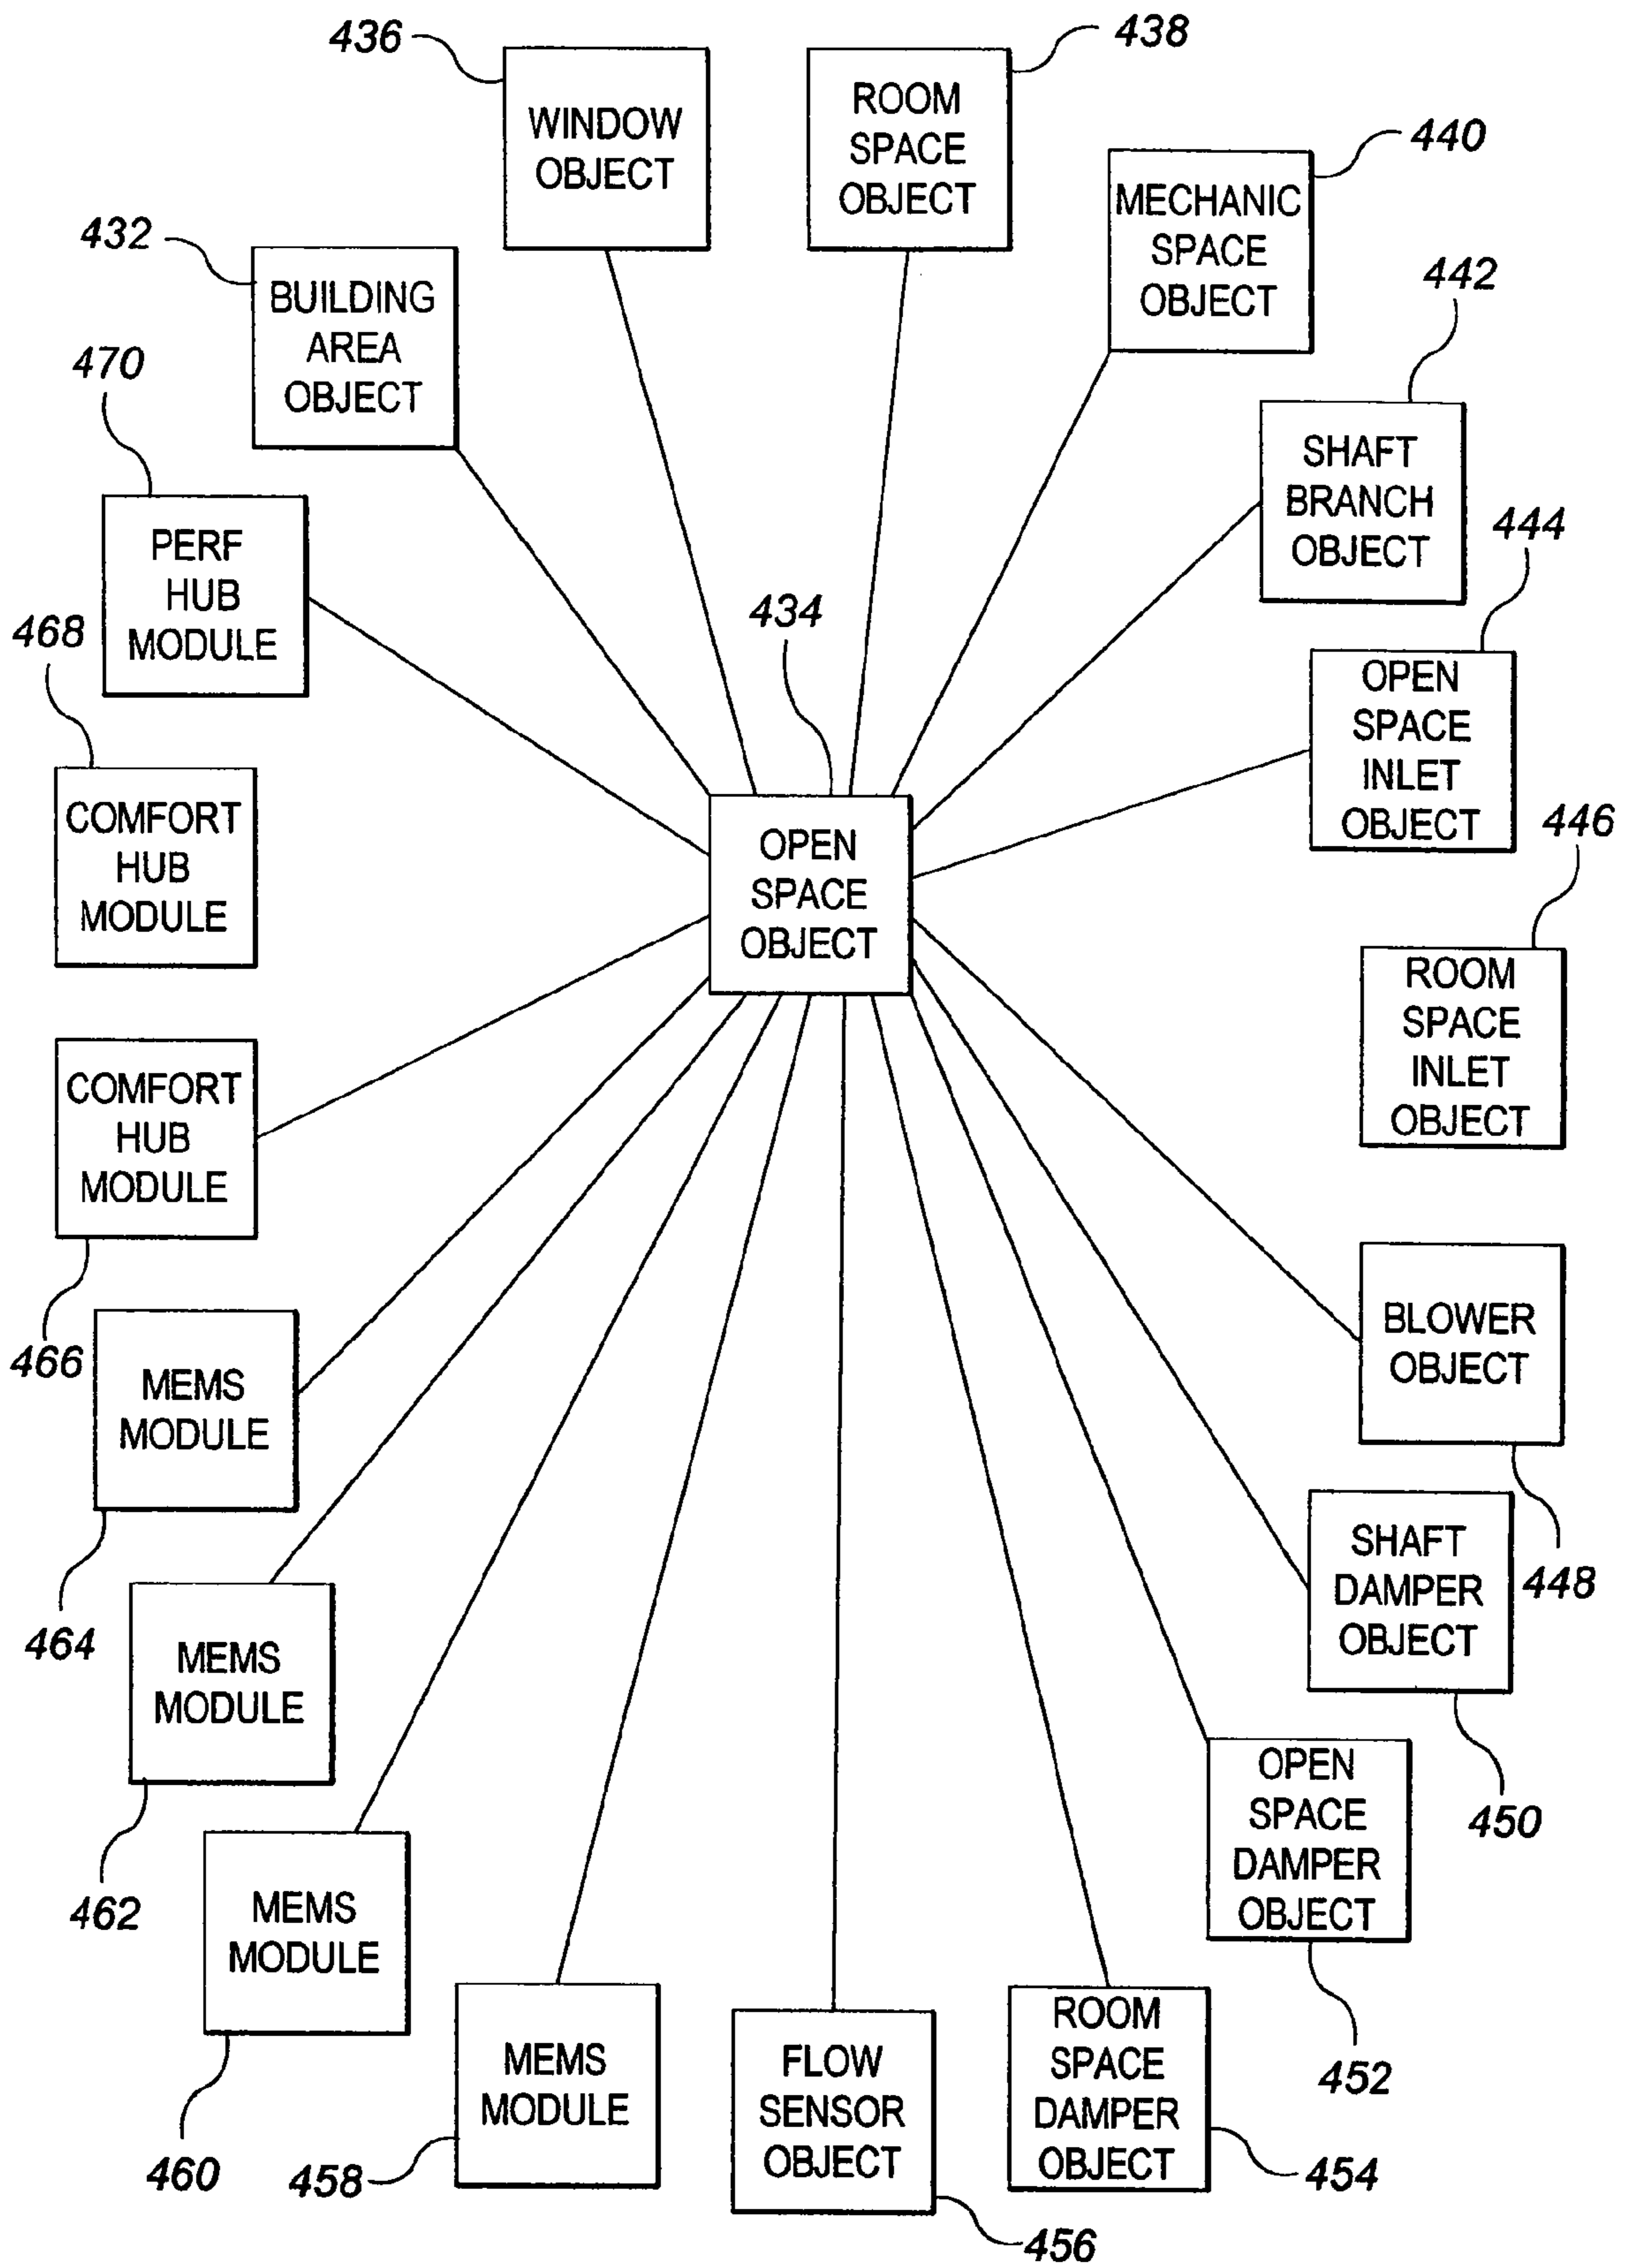 436
WINDOW
OBJECT
438
ROOM
SPACE
OBJECT
440
MECHANIC
SPACE
OBJECT
432
BUILDING
AREA
OBJECT
442
SHAFT
BRANCH
OBJECT
470
PERF
HUB
MODULE
444
OPEN
SPACE
INLET
OBJECT
434
OPEN
SPACE
OBJECT
468
COMFORT
HUB
MODULE
446
ROOM
SPACE
INLET
OBJECT
COMFORT
HUB
MODULE
466
BLOWER
OBJECT
448
MEMS
MODULE
464
SHAFT
DAMPER
OBJECT
450
MEMS
MODULE
462
OPEN
SPACE
DAMPER
OBJECT
452
MEMS
MODULE
460
MEMS
MODULE
458
FLOW
SENSOR
OBJECT
456
ROOM
SPACE
DAMPER
OBJECT
454